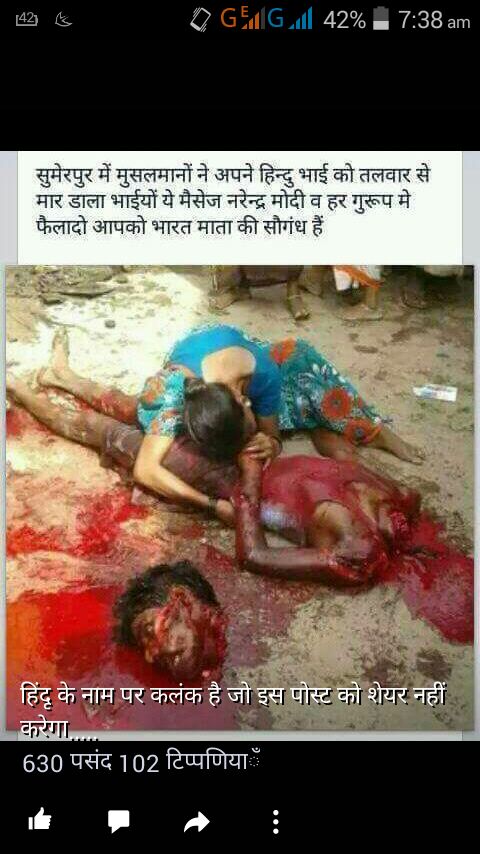 42
GE G 42% 7:38 am
सुमेरपुर में मुसलमानों ने अपने हिन्दु भाई को तलवार से
मार डाला भाईयों ये मैसेज नरेन्द्र मोदी व हर गुरूप मे
फैलादो आपको भारत माता की सौगंध हैं
हिंदू के नाम पर कलंक है जो इस पोस्ट को शेयर नहीं
करेगा.....
630 पसंद 102 टिप्पणियाँ